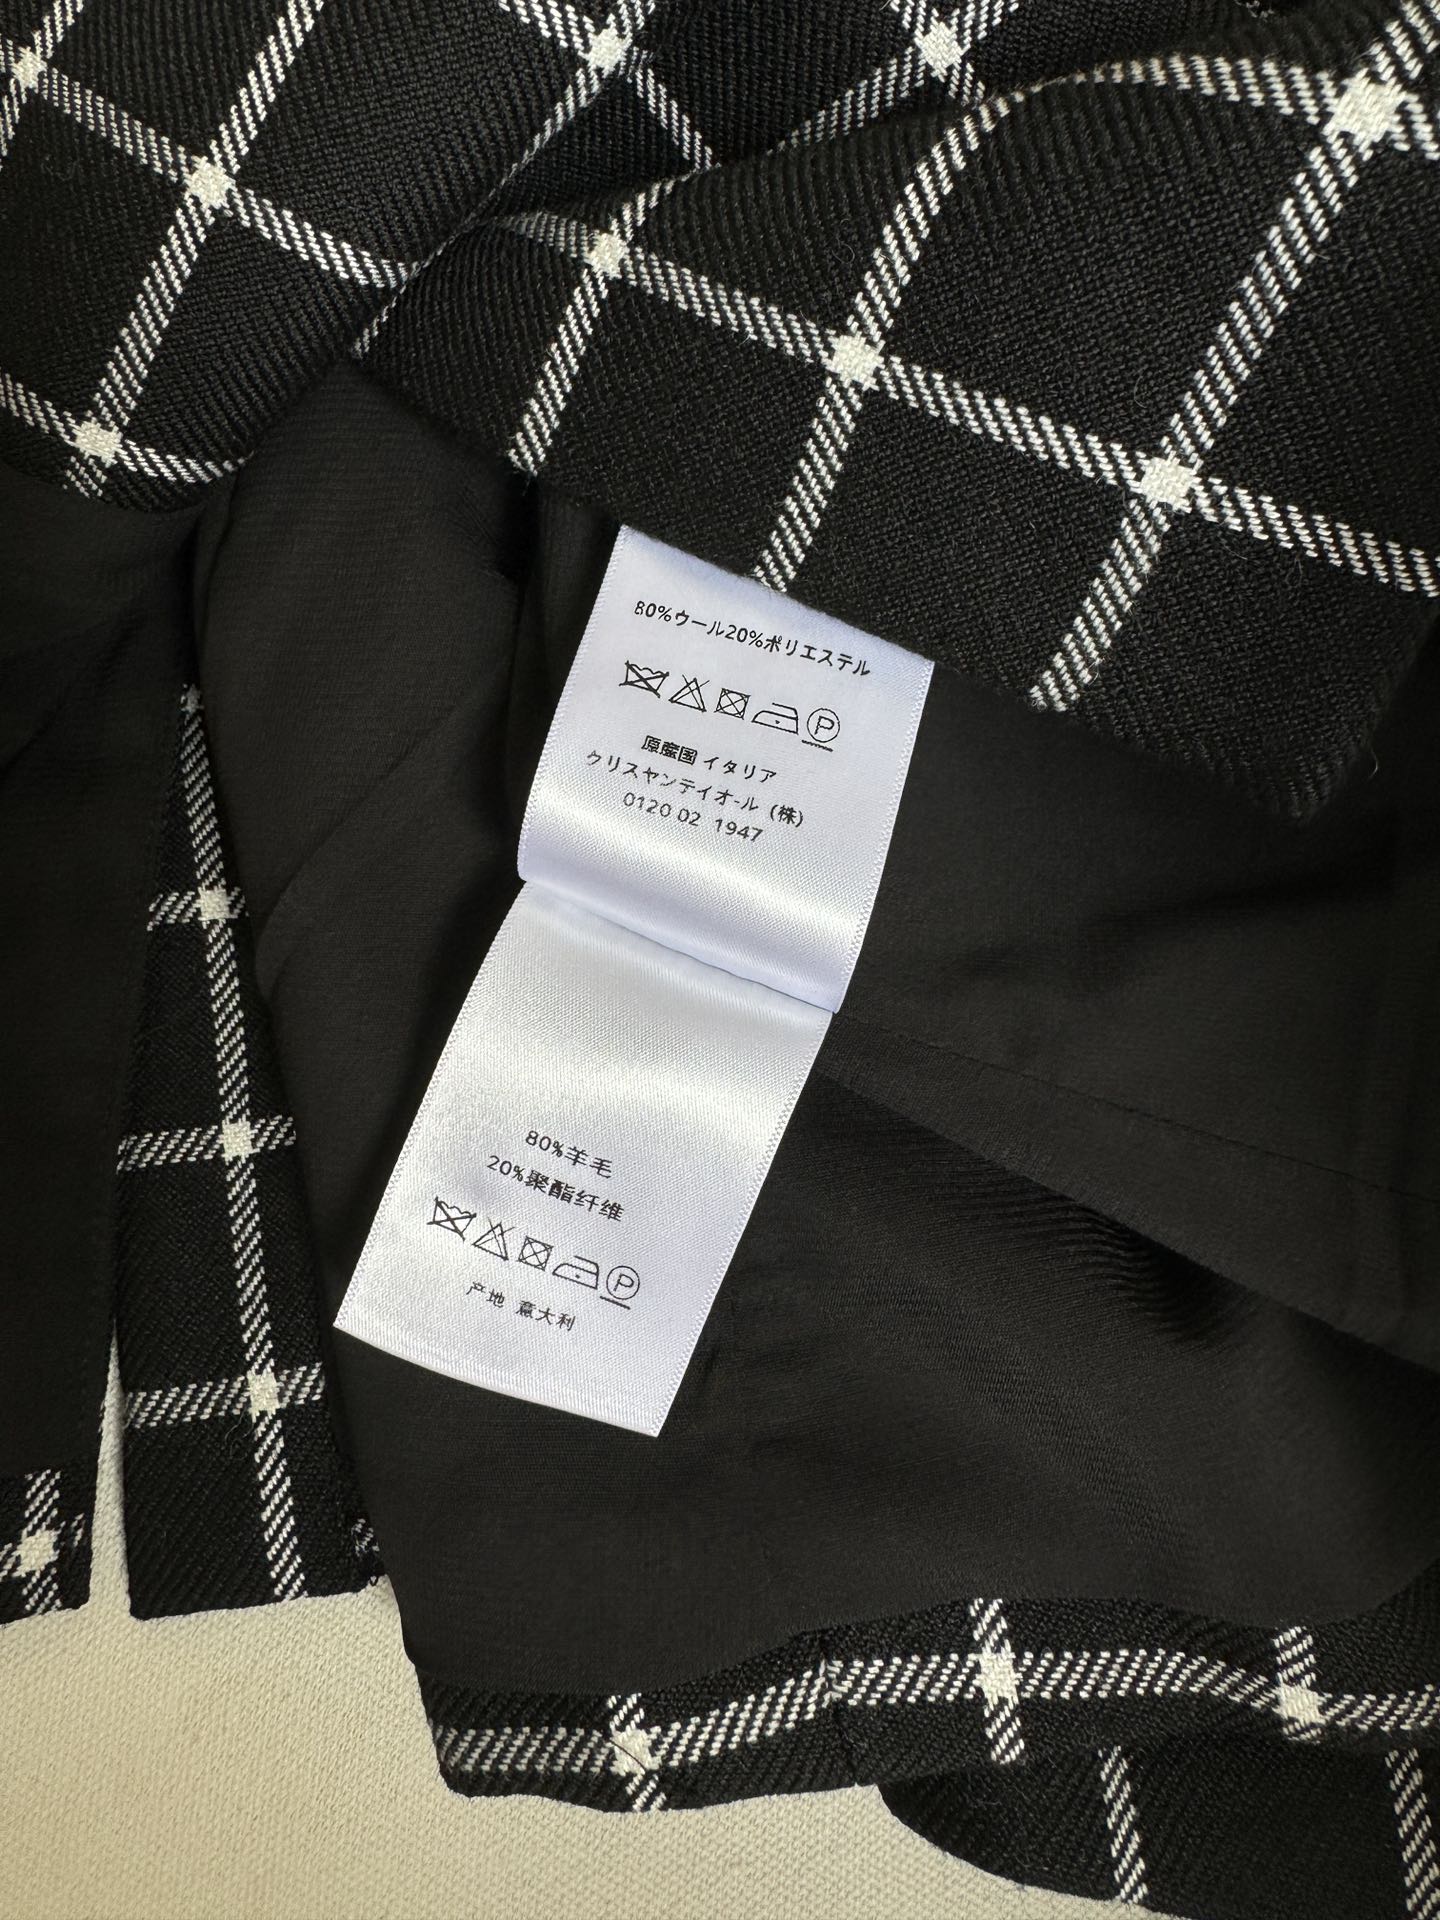 80%ウール20%ポリエステル
原産国 イタリア
クリスヤンディオール (株)
0120 02 1947
80%羊毛
20%聚酯纤维
产地 意大利